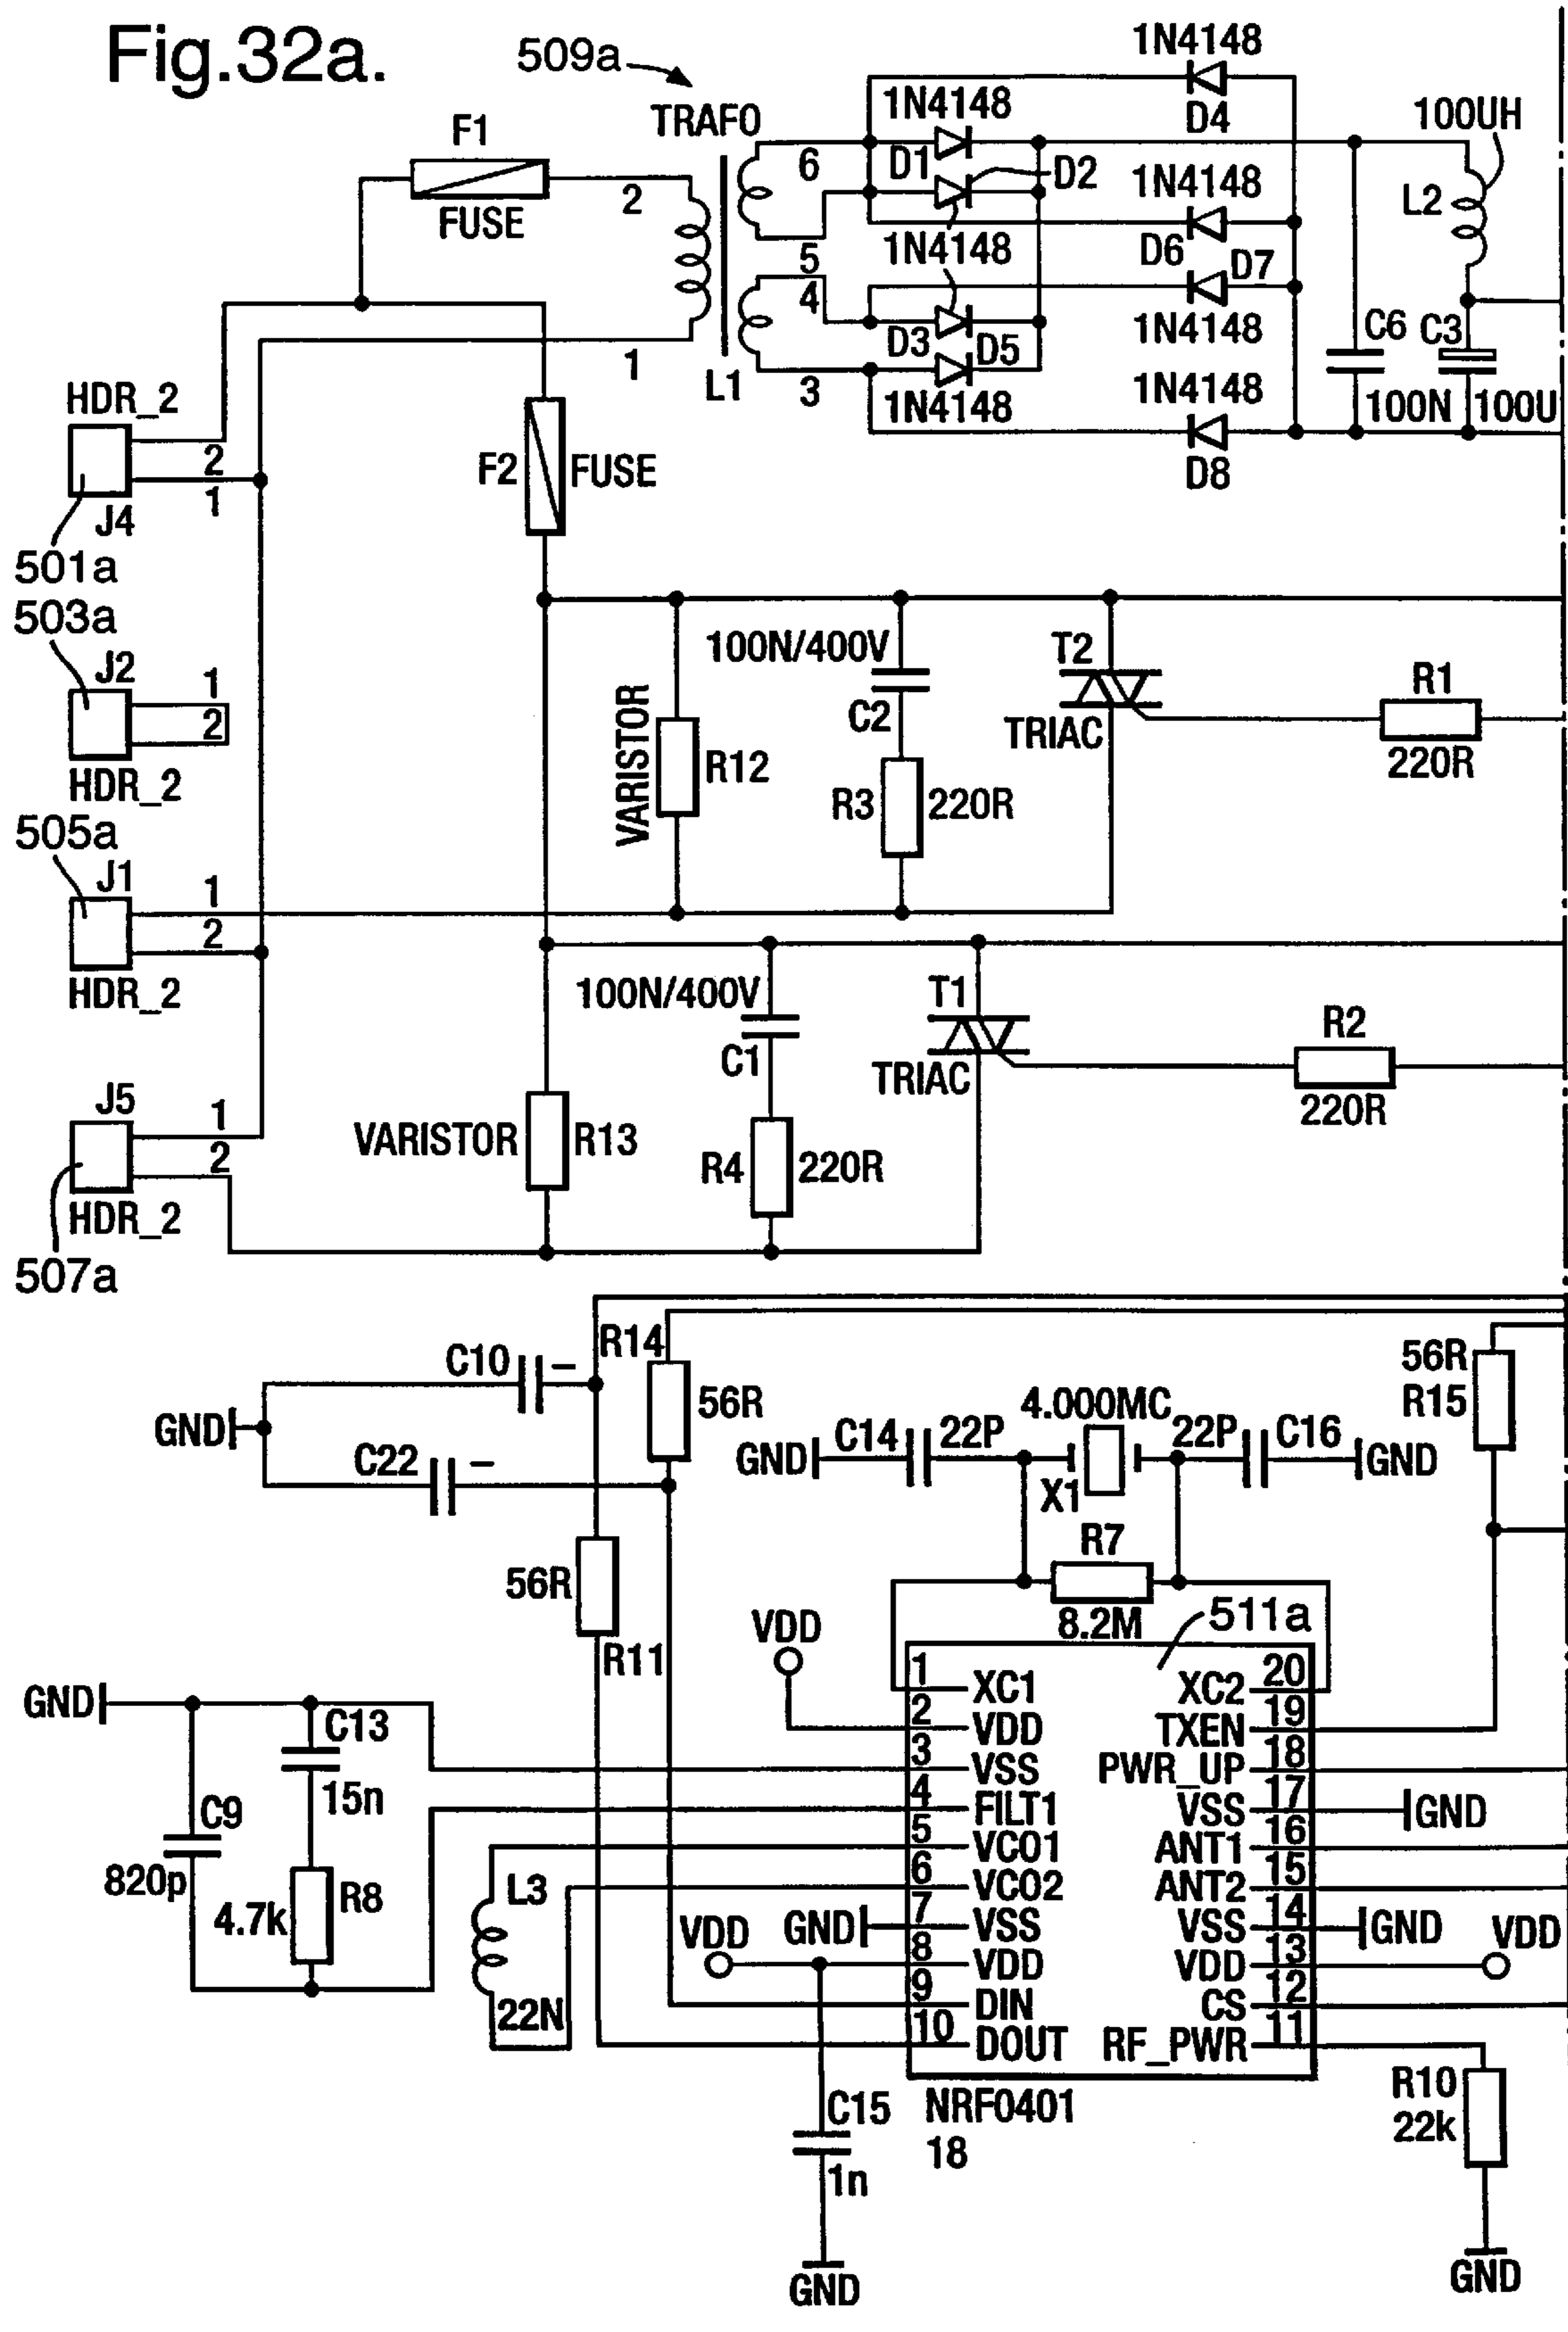 Fig.32a.
509a
1N4148
D4
TRAFO
1N4148
100UH
F1
6
D1
D2
1N4148
2
L2
FUSE
5
1N4148
D6
D7
4
D3
D5
1N4148
C6
C3
1
L1
3
1N4148
1N4148
100N
100U
HDR_2
2
F2
FUSE
D8
1
J4
501a
503a
J2
1
2
HDR_2
100N/400V
T2
R1
C2
TRIAC
220R
VARISTOR
R12
R3
220R
505a
J1
1
2
HDR_2
100N/400V
T1
R2
C1
TRIAC
220R
J5
1
2
VARISTOR
R13
R4
220R
HDR_2
507a
R14
C10
–
56R
R15
56R
4.000MC
GND
C22
–
GND
C14
22P
22P
C16
GND
X1
R7
56R
8.2M
511a
VDD
R11
GND
C13
15n
C9
820p
R8
4.7k
L3
22N
VDD
GND
1
XC1
XC2
20
2
VDD
TXEN
19
3
VSS
PWR_UP
18
4
FILT1
VSS
17
GND
5
VCO1
ANT1
16
6
VCO2
ANT2
15
7
VSS
VSS
14
GND
VDD
8
VDD
VDD
13
9
DIN
CS
12
10
DOUT
RF_PWR
11
R10
22k
C15
1n
NRF0401
18
GND
GND